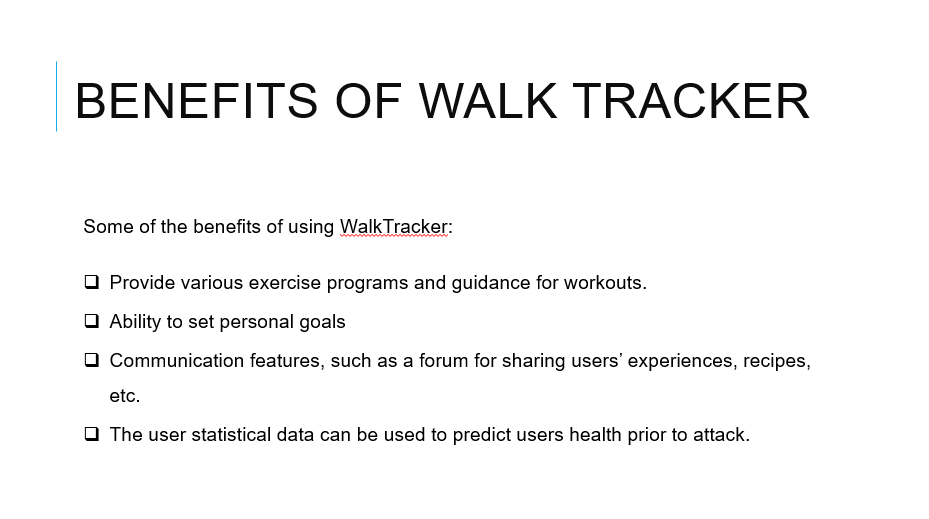 BENEFITS OF WALK TRACKER
Some of the benefits of using WalkTracker:
❑ Provide various exercise programs and guidance for workouts.
❑ Ability to set personal goals
❑ Communication features, such as a forum for sharing users’ experiences, recipes,
etc.
❑ The user statistical data can be used to predict users health prior to attack.